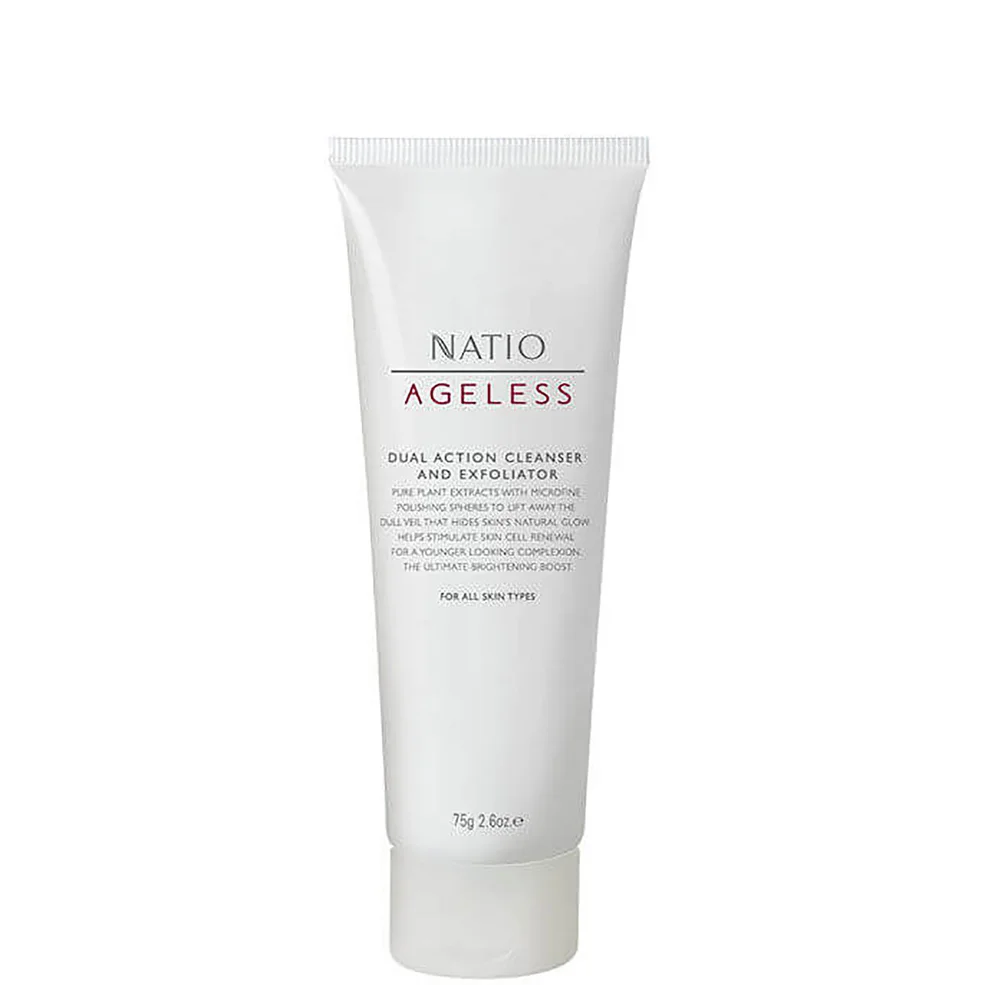 NATIO
AGELESS
DUAL ACTION CLEANSER
AND EXFOLIATOR
PURE PLANT EXTRACTS WITH MICROFINE
POLISHING SPHERES TO LIFT AWAY THE
DULL VEIL THAT HIDES SKIN'S NATURAL GLOW.
HELPS STIMULATE SKIN CELL RENEWAL
FOR A YOUNGER LOOKING COMPLEXION.
THE ULTIMATE BRIGHTENING BOOST.
FOR ALL SKIN TYPES
75g 2.6oz.℮